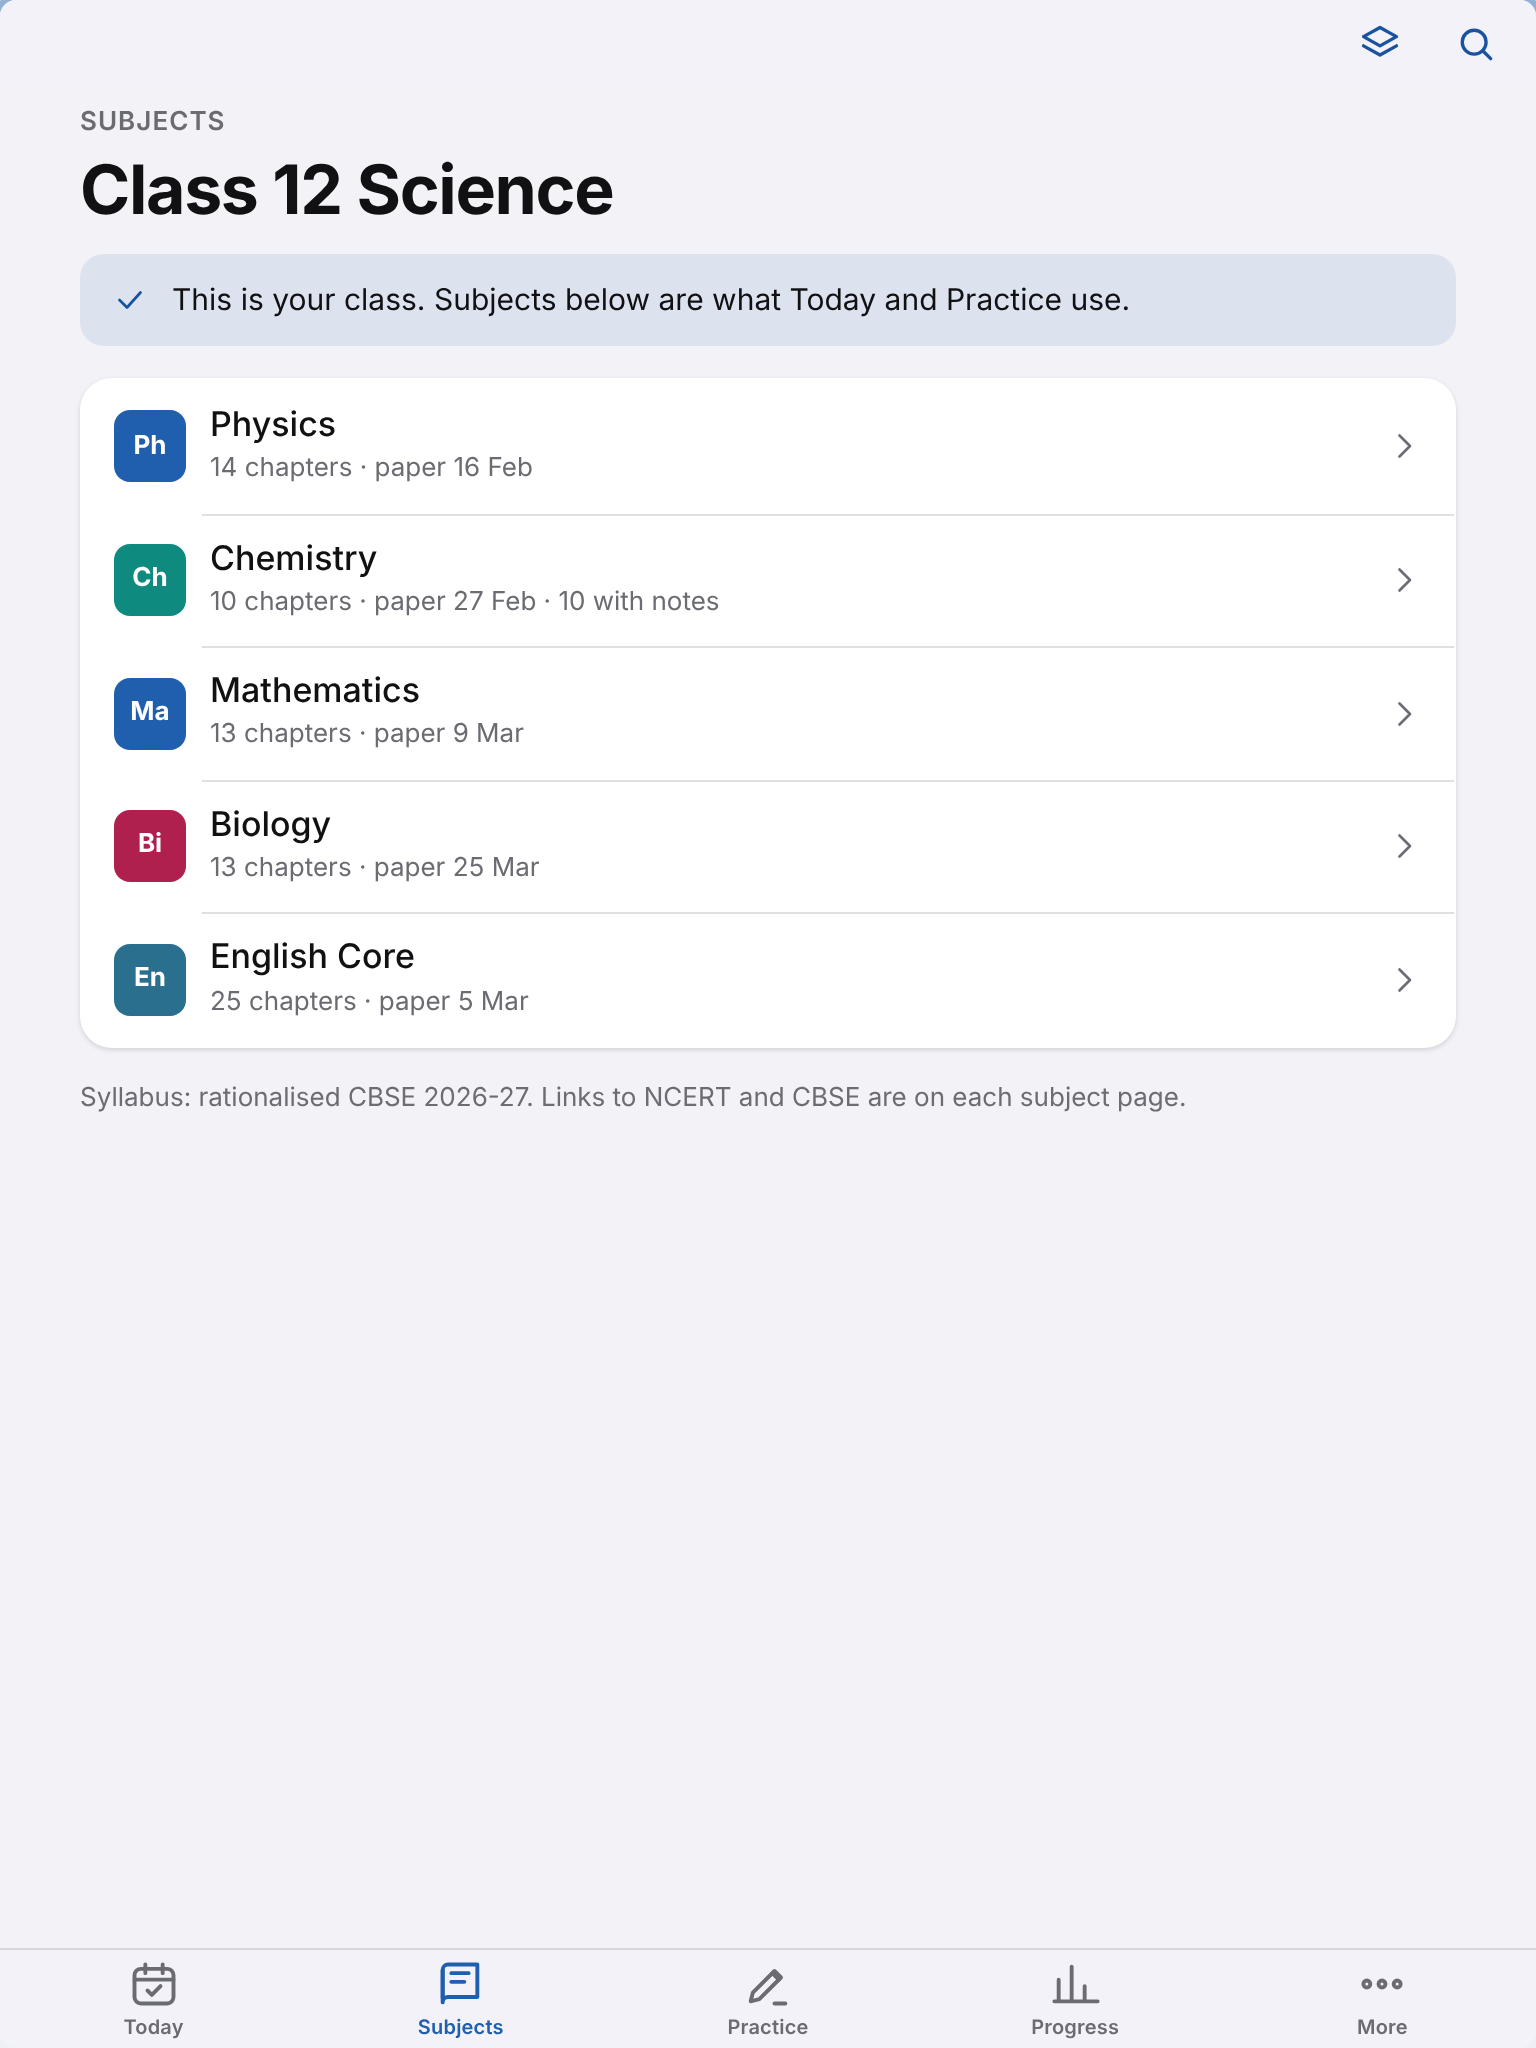 SUBJECTS
Class 12 Science
This is your class. Subjects below are what Today and Practice use.
Ph
Physics
14 chapters · paper 16 Feb
Ch
Chemistry
10 chapters · paper 27 Feb · 10 with notes
Ma
Mathematics
13 chapters · paper 9 Mar
Bi
Biology
13 chapters · paper 25 Mar
En
English Core
25 chapters · paper 5 Mar
Syllabus: rationalised CBSE 2026-27. Links to NCERT and CBSE are on each subject page.
Today
Subjects
Practice
Progress
More